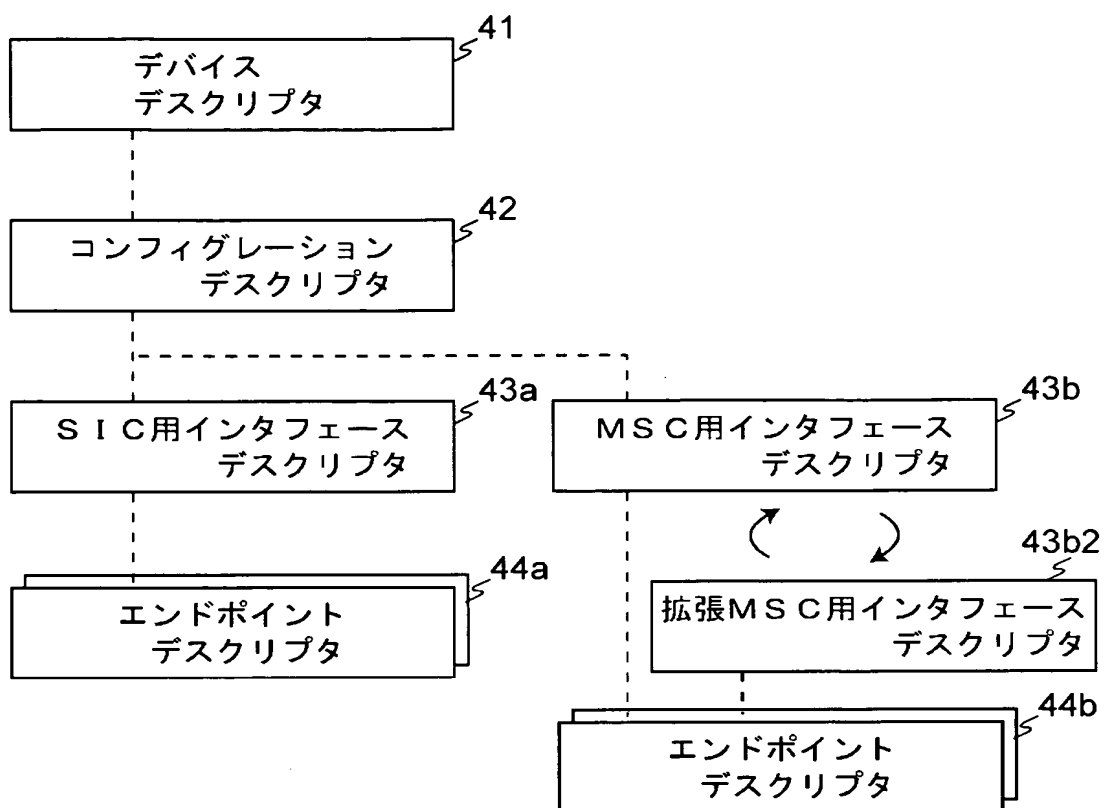 41
デバイス
デスクリプタ
42
コンフィグレーション
デスクリプタ
43a
SIC用インタフェース
デスクリプタ
43b
MSC用インタフェース
デスクリプタ
44a
エンドポイント
デスクリプタ
43b2
拡張MSC用インタフェース
デスクリプタ
44b
エンドポイント
デスクリプタ